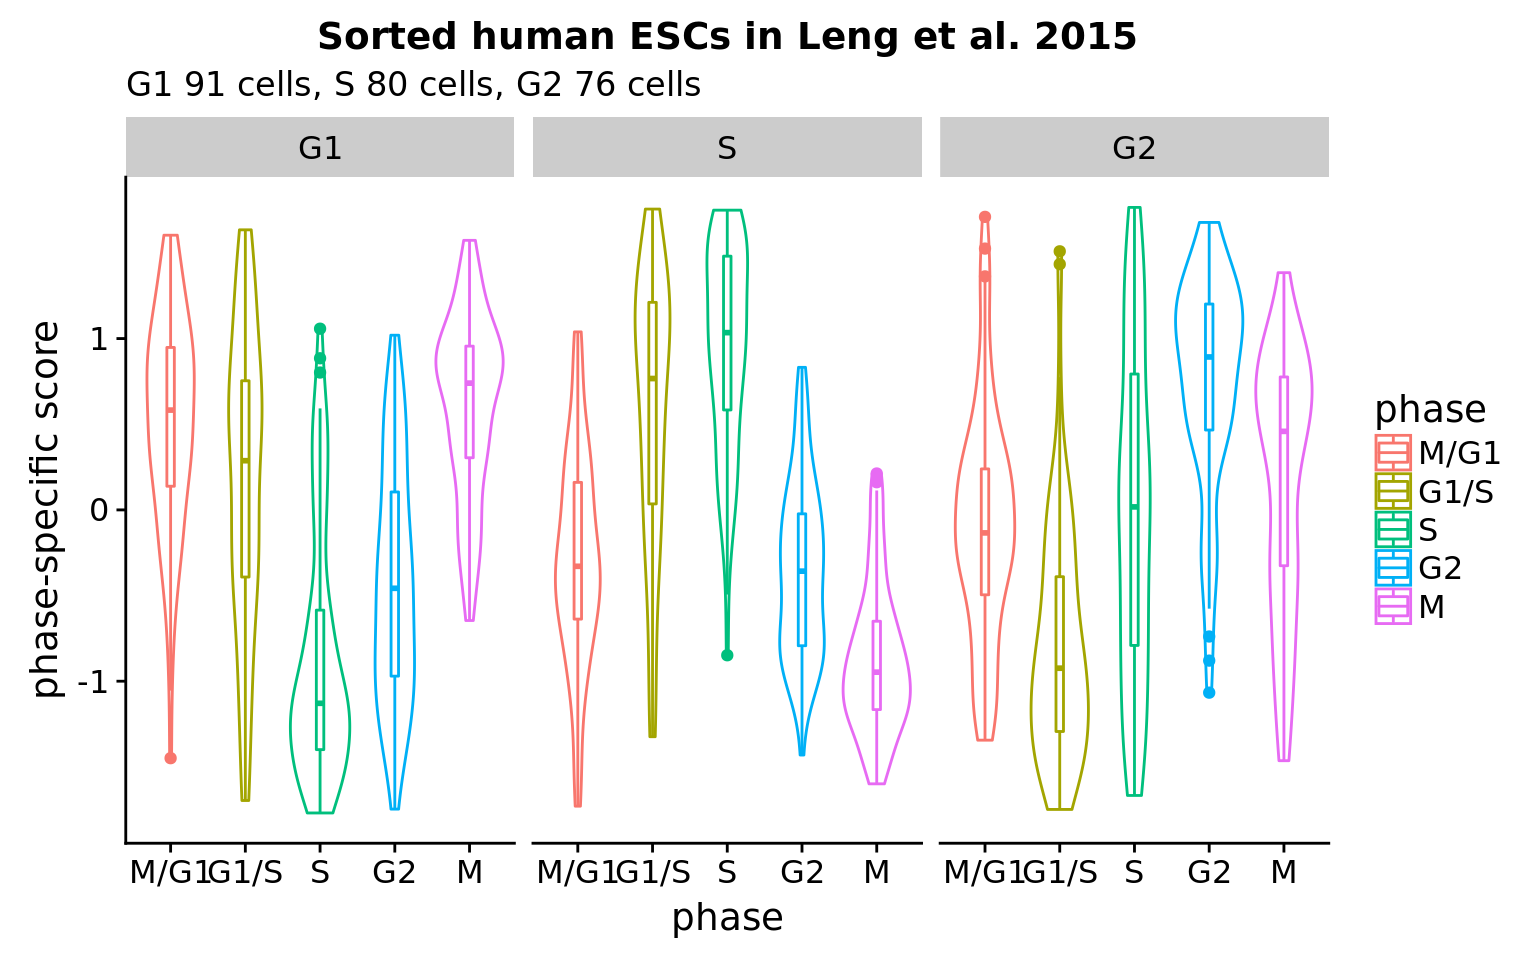 Sorted human ESCs in Leng et al. 2015
G1 91 cells, S 80 cells, G2 76 cells
G1 S G2
phase-specific score
1
0
-1
M/G1 G1/S S G2 M M/G1 G1/S S G2 M M/G1 G1/S S G2 M
phase
phase
M/G1
G1/S
S
G2
M